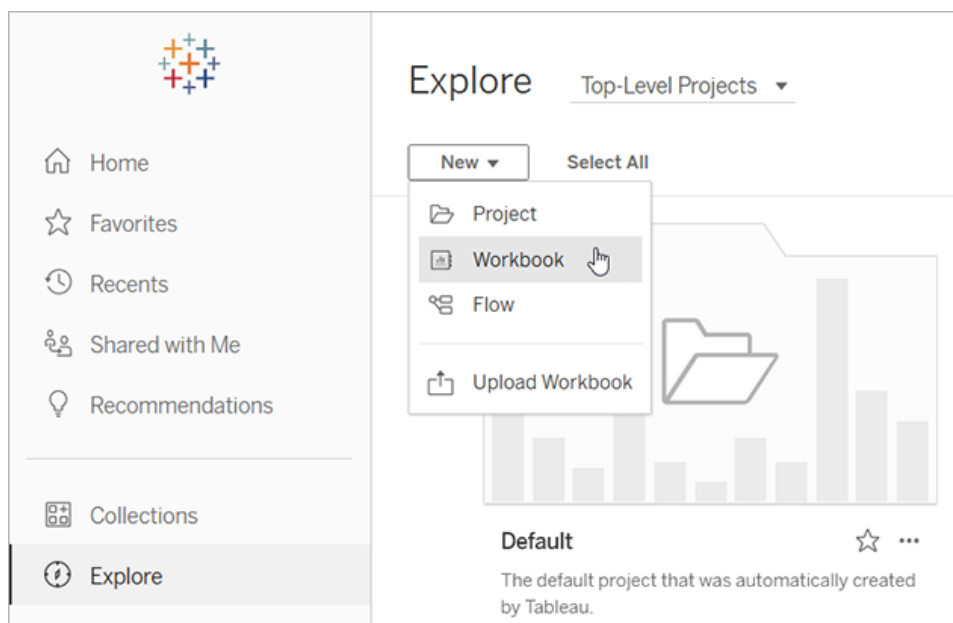 Home
Favorites
Recents
Shared with Me
Recommendations
Collections
Explore
Explore
Top-Level Projects
New
Select All
Project
Workbook
Flow
Upload Workbook
Default
The default project that was automatically created
by Tableau.